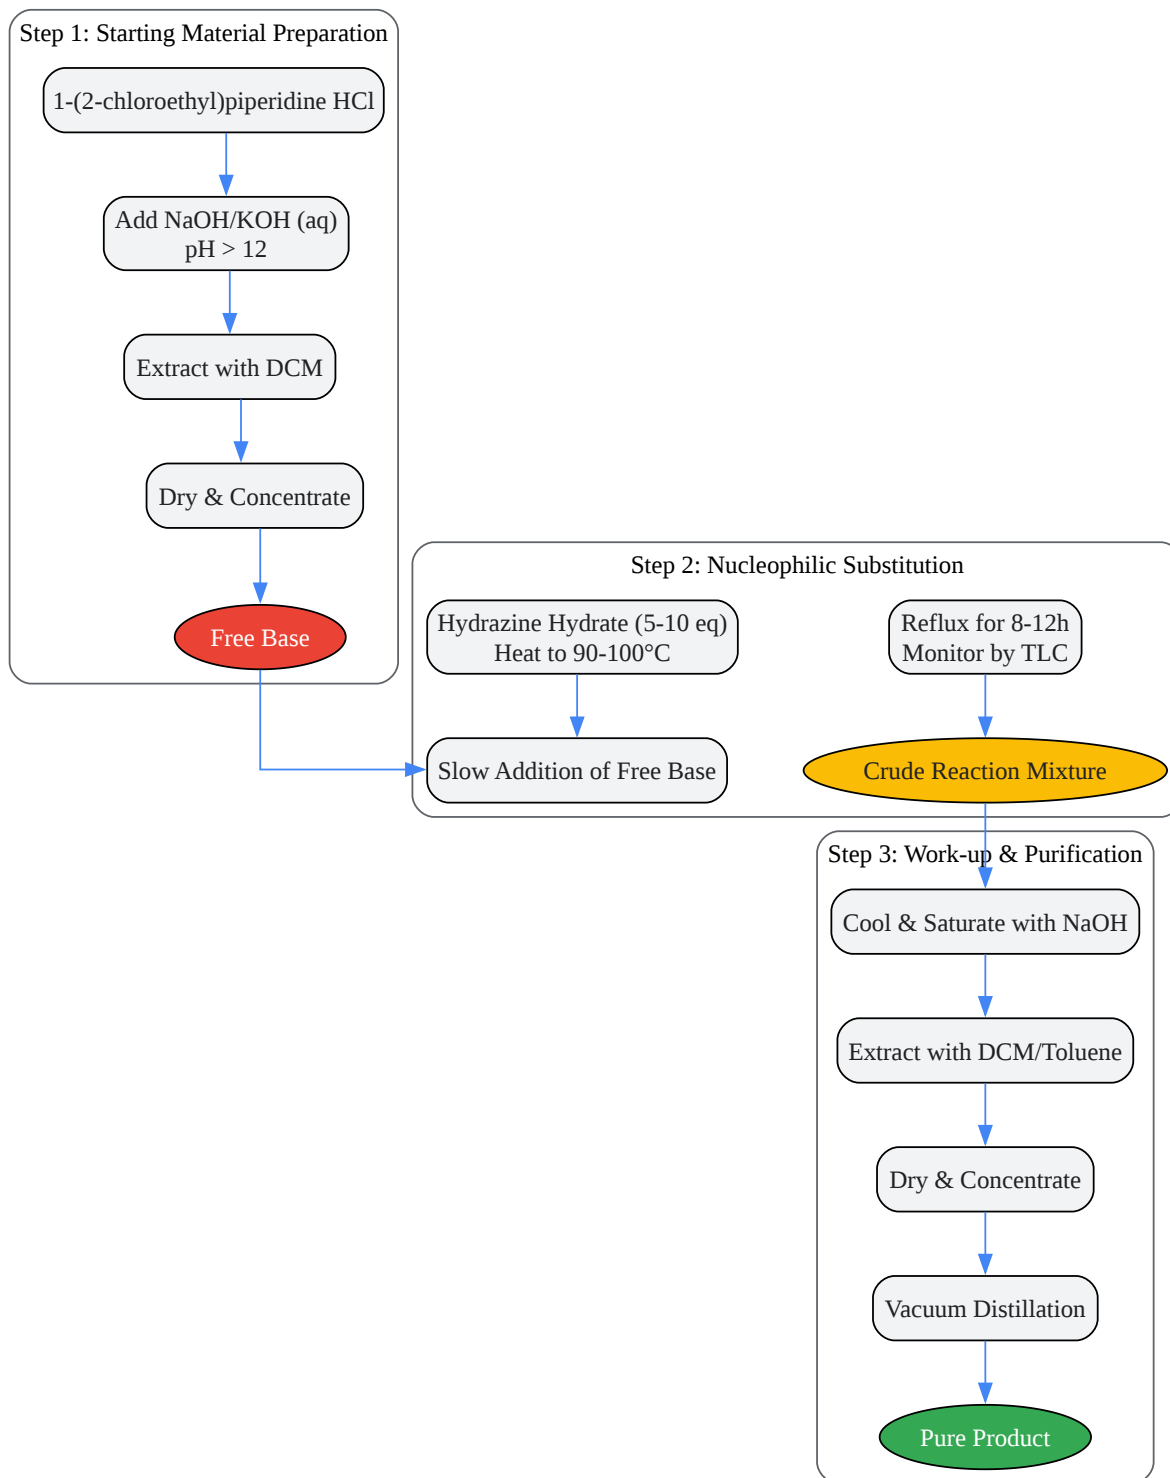 Step 1: Starting Material Preparation
1-(2-chloroethyl)piperidine HCl
Add NaOH/KOH (aq)
pH > 12
Extract with DCM
Dry & Concentrate
Free Base
Step 2: Nucleophilic Substitution
Hydrazine Hydrate (5-10 eq)
Heat to 90-100°C
Slow Addition of Free Base
Reflux for 8-12h
Monitor by TLC
Crude Reaction Mixture
Step 3: Work-up & Purification
Cool & Saturate with NaOH
Extract with DCM/Toluene
Dry & Concentrate
Vacuum Distillation
Pure Product